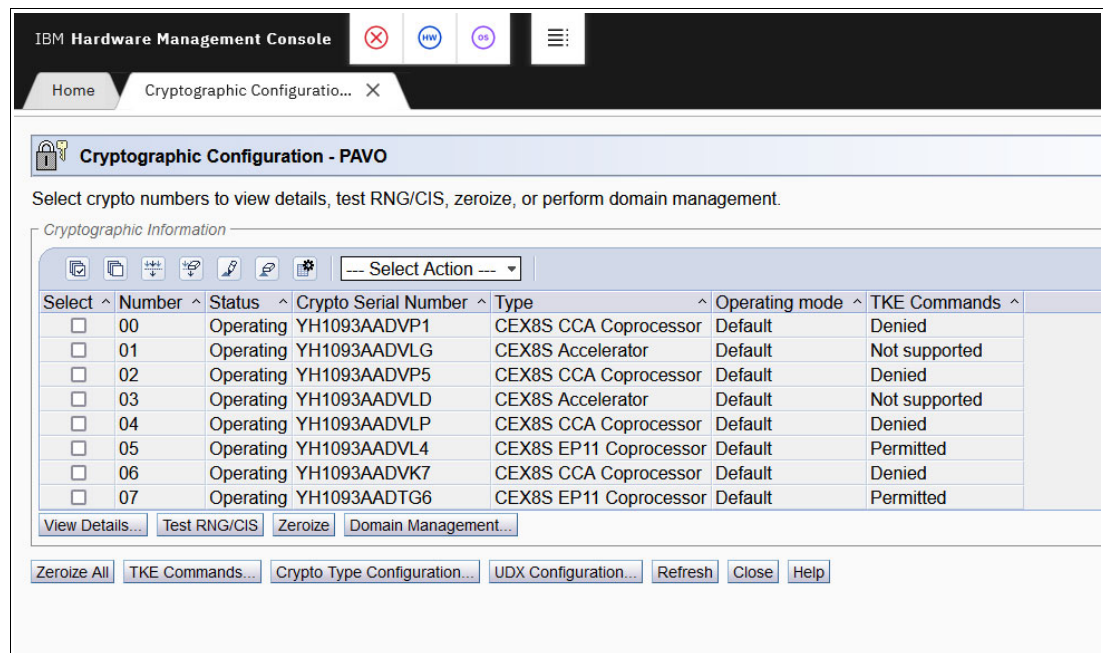 IBM Hardware Management Console
HW
OS
Home
Cryptographic Configuratio...
Cryptographic Configuration - PAVO
Select crypto numbers to view details, test RNG/CIS, zeroize, or perform domain management.
Cryptographic Information
--- Select Action ---
Select Number Status Crypto Serial Number Type Operating mode TKE Commands
00 Operating YH1093AADVP1 CEX8S CCA Coprocessor Default Denied
01 Operating YH1093AADVLG CEX8S Accelerator Default Not supported
02 Operating YH1093AADVP5 CEX8S CCA Coprocessor Default Denied
03 Operating YH1093AADVLD CEX8S Accelerator Default Not supported
04 Operating YH1093AADVLP CEX8S CCA Coprocessor Default Denied
05 Operating YH1093AADVL4 CEX8S EP11 Coprocessor Default Permitted
06 Operating YH1093AADVK7 CEX8S CCA Coprocessor Default Denied
07 Operating YH1093AADTG6 CEX8S EP11 Coprocessor Default Permitted
View Details... Test RNG/CIS Zeroize Domain Management...
Zeroize All TKE Commands... Crypto Type Configuration... UDX Configuration... Refresh Close Help